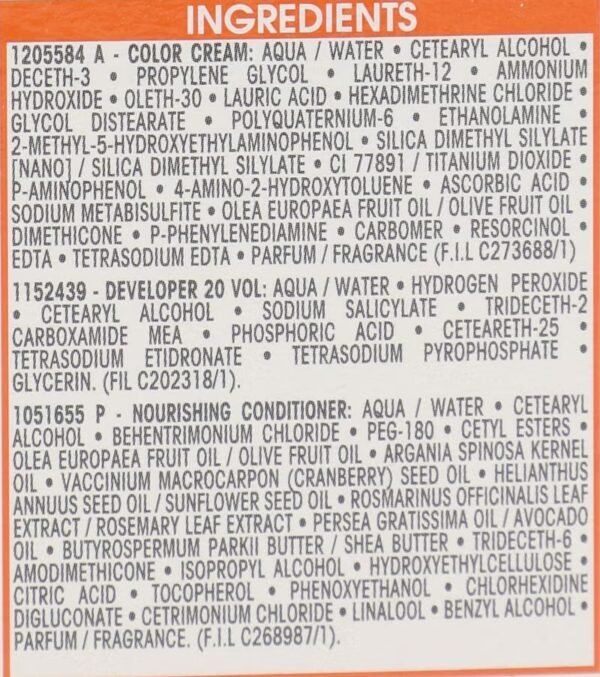 INGREDIENTS
1205584 A - COLOR CREAM: AQUA / WATER • CETEARYL ALCOHOL •
DECETH-3 • PROPYLENE GLYCOL • LAURETH-12 • AMMONIUM
HYDROXIDE • OLETH-30 • LAURIC ACID • HEXADIMETHRINE CHLORIDE •
GLYCOL DISTEARATE • POLYQUATERNIUM-6 • ETHANOLAMINE •
2-METHYL-5-HYDROXYETHYLAMINOPHENOL • SILICA DIMETHYL SILYLATE
[NANO] / SILICA DIMETHYL SILYLATE • CI 77891 / TITANIUM DIOXIDE •
P-AMINOPHENOL • 4-AMINO-2-HYDROXYTOLUENE • ASCORBIC ACID •
SODIUM METABISULFITE • OLEA EUROPAEA FRUIT OIL / OLIVE FRUIT OIL •
DIMETHICONE • P-PHENYLENEDIAMINE • CARBOMER • RESORCINOL •
EDTA • TETRASODIUM EDTA • PARFUM / FRAGRANCE (F.I.L C273688/1)
1152439 - DEVELOPER 20 VOL: AQUA / WATER • HYDROGEN PEROXIDE
• CETEARYL ALCOHOL • SODIUM SALICYLATE • TRIDECETH-2
CARBOXAMIDE MEA • PHOSPHORIC ACID • CETEARETH-25 •
TETRASODIUM ETIDRONATE • TETRASODIUM PYROPHOSPHATE •
GLYCERIN. (FIL C202318/1).
1051655 P - NOURISHING CONDITIONER: AQUA / WATER • CETEARYL
ALCOHOL • BEHENTRIMONIUM CHLORIDE • PEG-180 • CETYL ESTERS •
OLEA EUROPAEA FRUIT OIL / OLIVE FRUIT OIL • ARGANIA SPINOSA KERNEL
OIL • VACCINIUM MACROCARPON (CRANBERRY) SEED OIL • HELIANTHUS
ANNUUS SEED OIL / SUNFLOWER SEED OIL • ROSMARINUS OFFICINALIS LEAF
EXTRACT / ROSEMARY LEAF EXTRACT • PERSEA GRATISSIMA OIL / AVOCADO
OIL • BUTYROSPERMUM PARKII BUTTER / SHEA BUTTER • TRIDECETH-6 •
AMODIMETHICONE • ISOPROPYL ALCOHOL • HYDROXYETHYLCELLULOSE •
CITRIC ACID • TOCOPHEROL • PHENOXYETHANOL • CHLORHEXIDINE
DIGLUCONATE • CETRIMONIUM CHLORIDE • LINALOOL • BENZYL ALCOHOL •
PARFUM / FRAGRANCE. (F.I.L C268987/1).